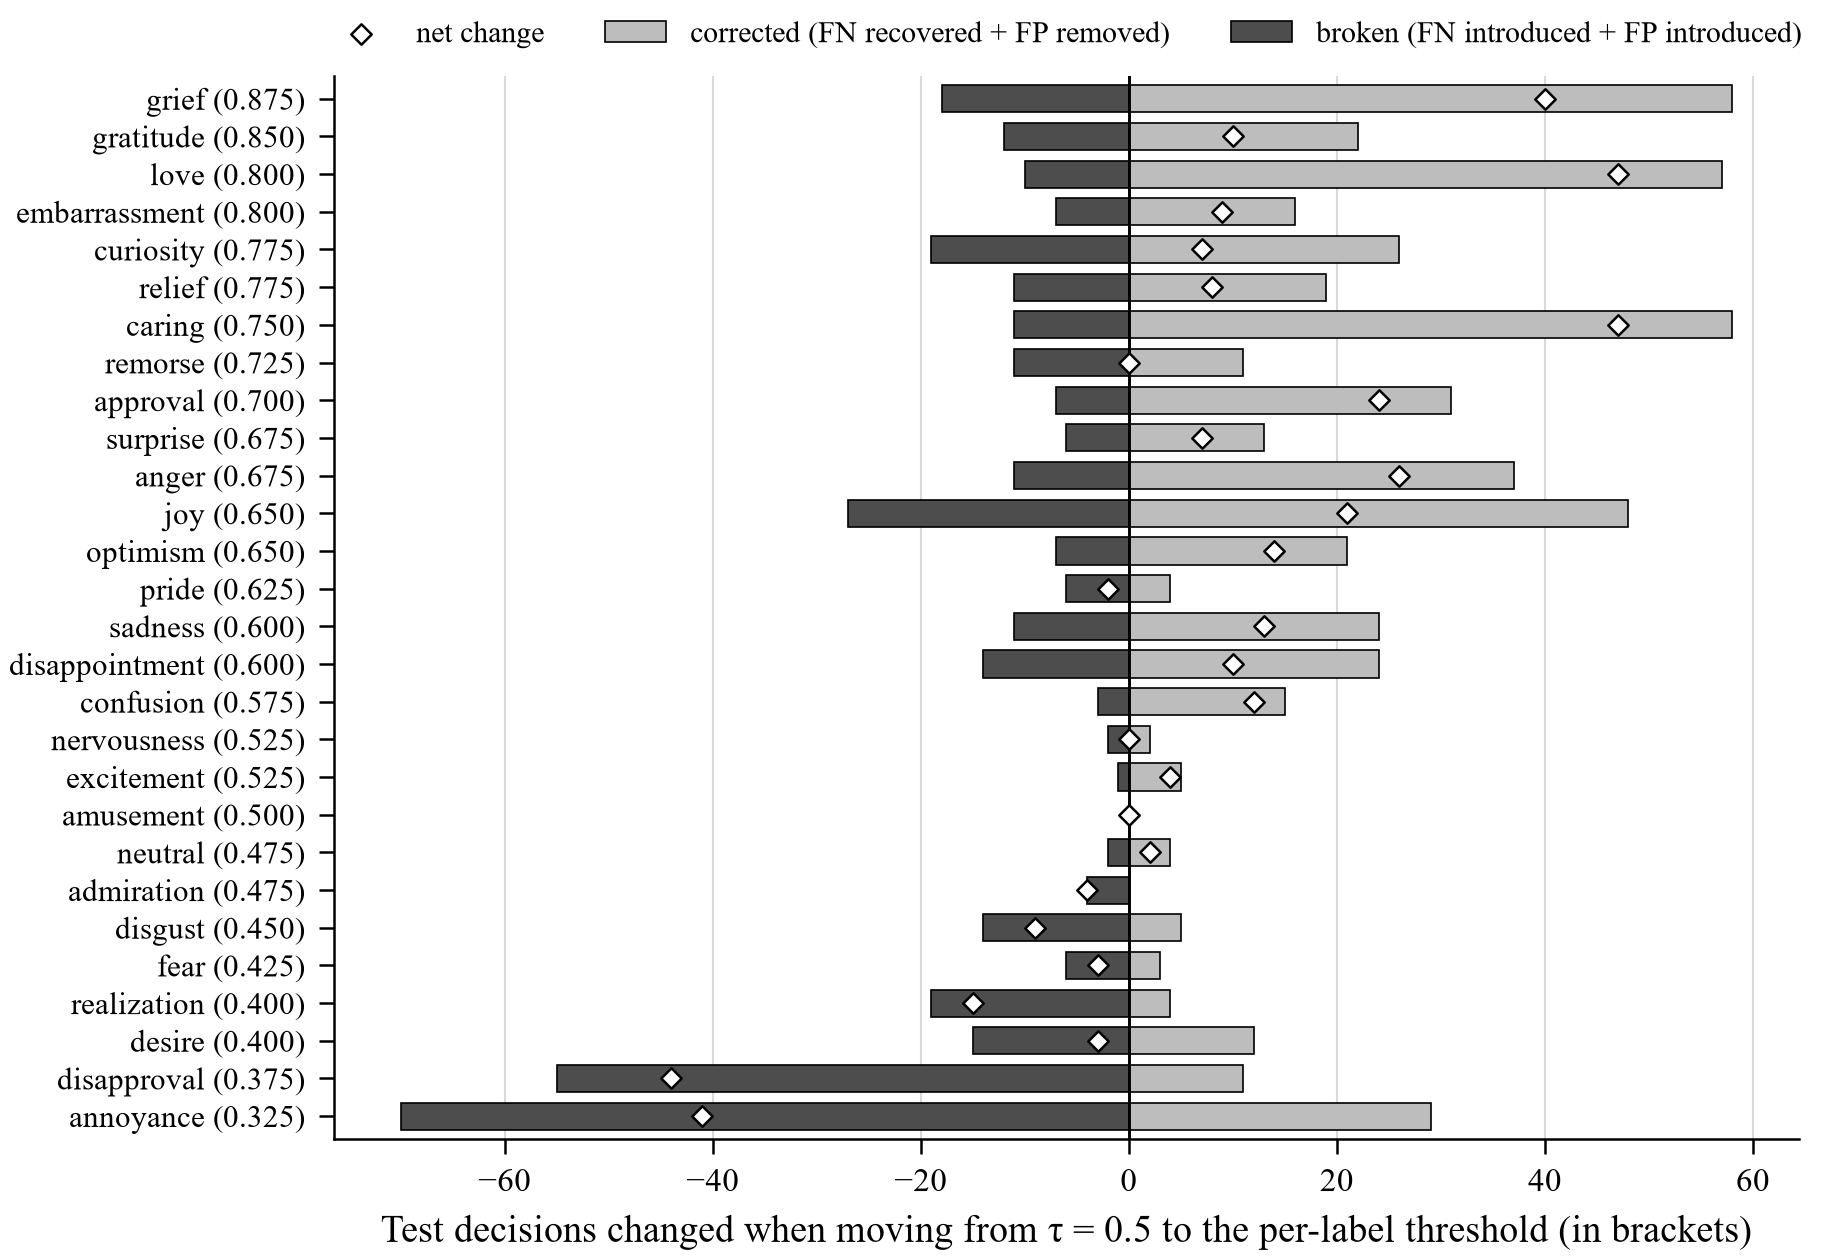 net change
corrected (FN recovered + FP removed)
broken (FN introduced + FP introduced)
grief (0.875)
gratitude (0.850)
love (0.800)
embarrassment (0.800)
curiosity (0.775)
relief (0.775)
caring (0.750)
remorse (0.725)
approval (0.700)
surprise (0.675)
anger (0.675)
joy (0.650)
optimism (0.650)
pride (0.625)
sadness (0.600)
disappointment (0.600)
confusion (0.575)
nervousness (0.525)
excitement (0.525)
amusement (0.500)
neutral (0.475)
admiration (0.475)
disgust (0.450)
fear (0.425)
realization (0.400)
desire (0.400)
disapproval (0.375)
annoyance (0.325)
−60 −40 −20 0 20 40 60
Test decisions changed when moving from τ = 0.5 to the per-label threshold (in brackets)